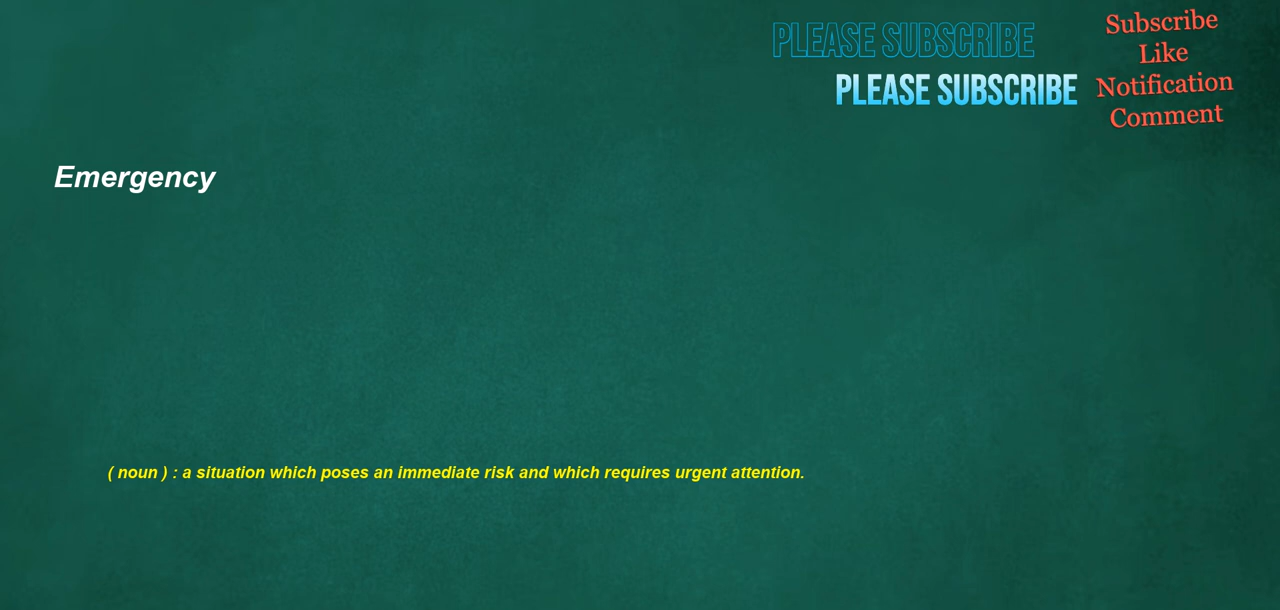 PLEASE SUBSCRIBE
PLEASE SUBSCRIBE
Subscribe
Like
Notification
Comment
Emergency
( noun ) : a situation which poses an immediate risk and which requires urgent attention.